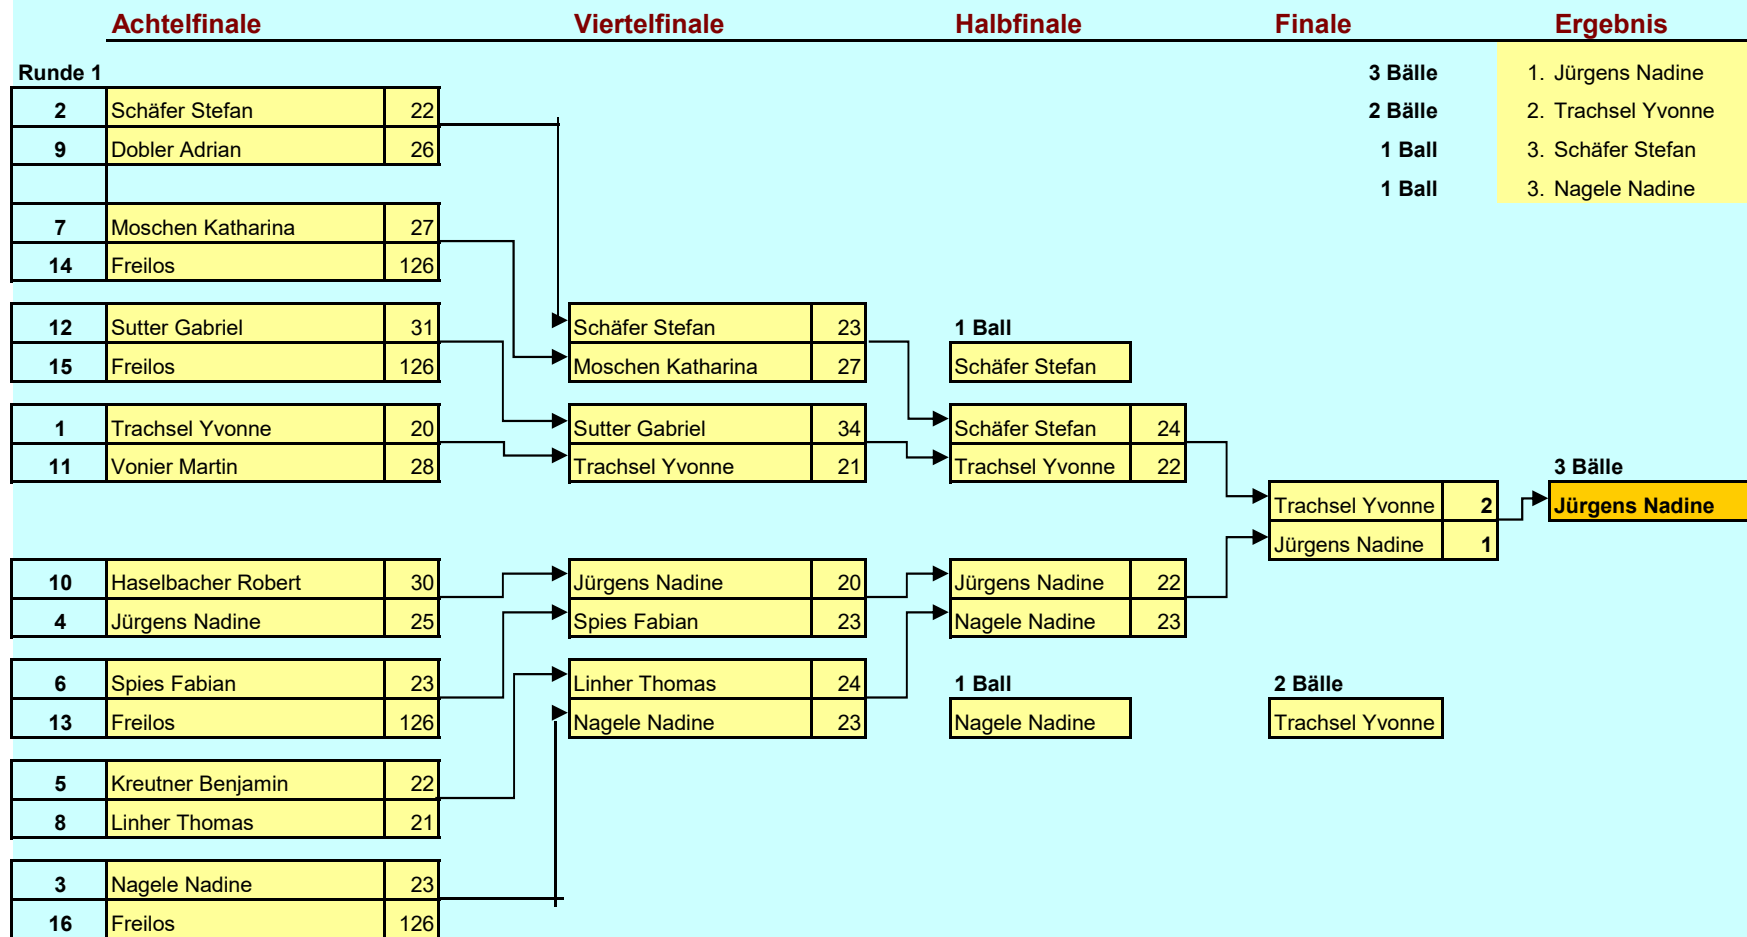 Achtelfinale Viertelfinale Halbfinale Finale Ergebnis
Runde 1 3 Bälle 1. Jürgens Nadine
2 Schäfer Stefan 22 2 Bälle 2. Trachsel Yvonne
9 Dobler Adrian 26 1 Ball 3. Schäfer Stefan
1 Ball 3. Nagele Nadine
7 Moschen Katharina 27
14 Freilos 126
12 Sutter Gabriel 31 Schäfer Stefan 23 1 Ball
15 Freilos 126 Moschen Katharina 27 Schäfer Stefan
1 Trachsel Yvonne 20 Sutter Gabriel 34 Schäfer Stefan 24
11 Vonier Martin 28 Trachsel Yvonne 21 Trachsel Yvonne 22 3 Bälle
Trachsel Yvonne 2 Jürgens Nadine
Jürgens Nadine 1
10 Haselbacher Robert 30 Jürgens Nadine 20 Jürgens Nadine 22
4 Jürgens Nadine 25 Spies Fabian 23 Nagele Nadine 23
6 Spies Fabian 23 Linher Thomas 24 1 Ball 2 Bälle
13 Freilos 126 Nagele Nadine 23 Nagele Nadine Trachsel Yvonne
5 Kreutner Benjamin 22
8 Linher Thomas 21
3 Nagele Nadine 23
16 Freilos 126